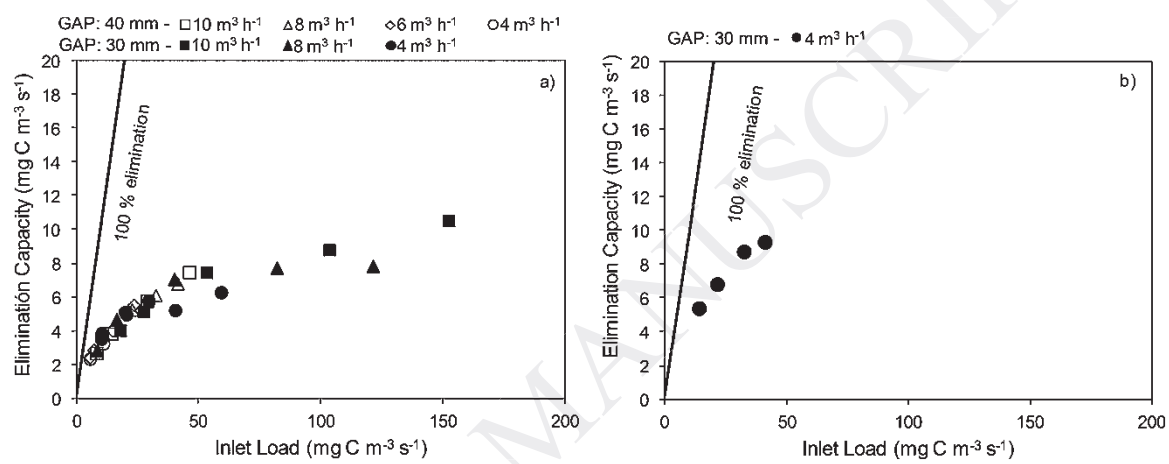 GAP: 40 mm - □ 10 m³ h⁻¹ △ 8 m³ h⁻¹ ◇ 6 m³ h⁻¹ ○ 4 m³ h⁻¹
GAP: 30 mm - ■ 10 m³ h⁻¹ ▲ 8 m³ h⁻¹ ● 4 m³ h⁻¹
a)
Elimination Capacity (mg C m⁻³ s⁻¹)
20
18
16
14
12
10
8
6
4
2
0
100 % elimination
0 50 100 150 200
Inlet Load (mg C m⁻³ s⁻¹)
GAP: 30 mm - ● 4 m³ h⁻¹
b)
Elimination Capacity (mg C m⁻³ s⁻¹)
20
18
16
14
12
10
8
6
4
2
0
100 % elimination
0 50 100 150 200
Inlet Load (mg C m⁻³ s⁻¹)
MANUSCRI